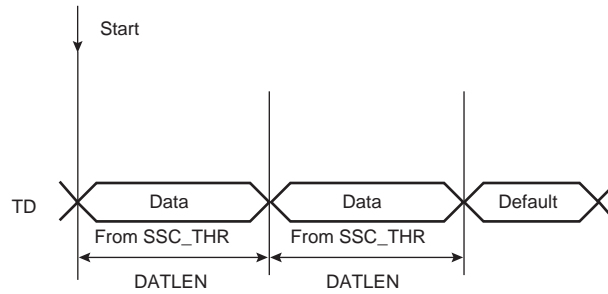 Start
TD
Data
Data
Default
From SSC_THR
From SSC_THR
DATLEN
DATLEN